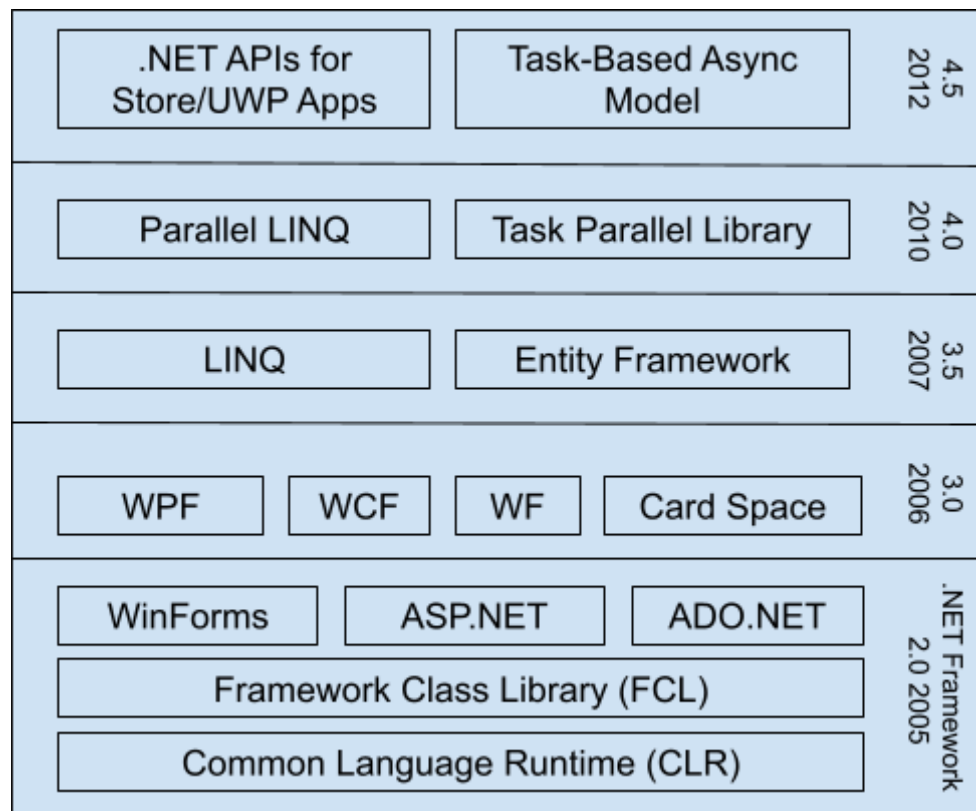 .NET APIs for
Store/UWP Apps
Task-Based Async
Model
4.5
2012
Parallel LINQ
Task Parallel Library
4.0
2010
LINQ
Entity Framework
3.5
2007
WPF
WCF
WF
Card Space
3.0
2006
WinForms
ASP.NET
ADO.NET
.NET Framework
2.0 2005
Framework Class Library (FCL)
Common Language Runtime (CLR)